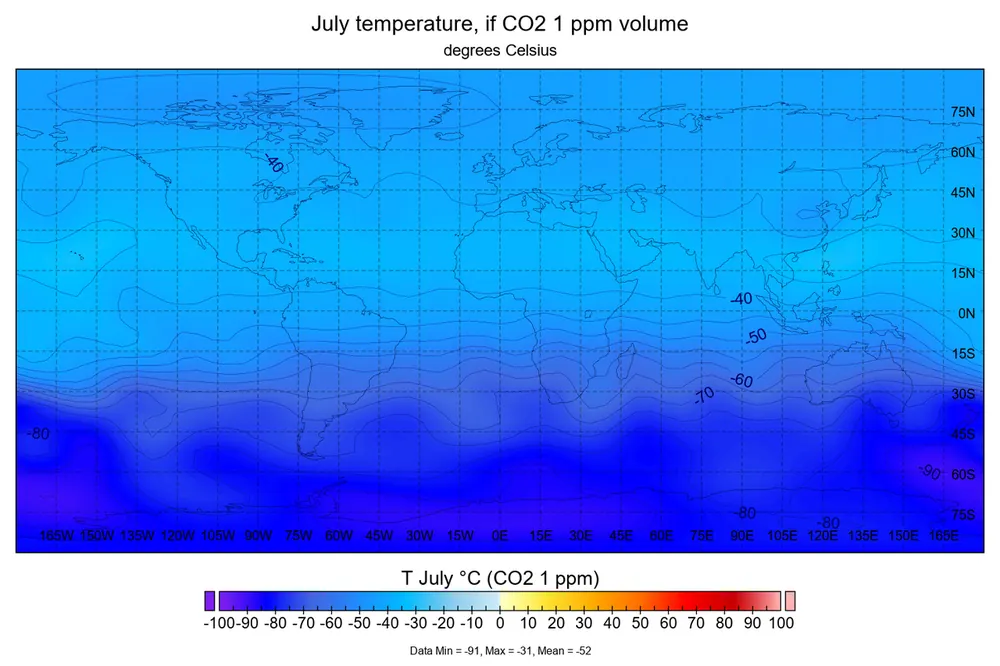 July temperature, if CO2 1 ppm volume
degrees Celsius
75N
60N
-40
45N
30N
15N
-40
0N
-50
15S
-60
-70
30S
-80
45S
-90
60S
-80
75S
-80
165W 150W 135W 120W 105W 90W 75W 60W 45W 30W 15W 0E 15E 30E 45E 60E 75E 90E 105E 120E 135E 150E 165E
T July °C (CO2 1 ppm)
-100 -90 -80 -70 -60 -50 -40 -30 -20 -10 0 10 20 30 40 50 60 70 80 90 100
Data Min = -91, Max = -31, Mean = -52